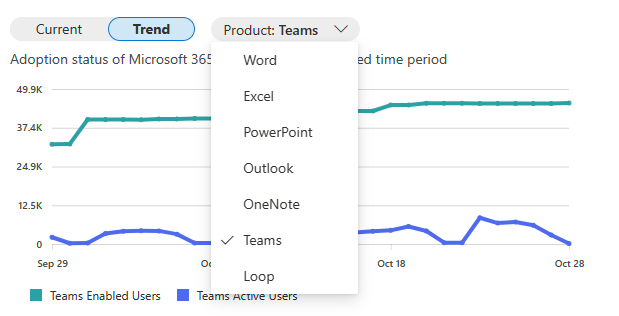 Current Trend Product: Teams
Adoption status of Microsoft 365 ed time period
Word
Excel
PowerPoint
Outlook
OneNote
Teams
Loop
49.9K
37.4K
24.9K
12.5K
0
Sep 29 Oct 18 Oct 28
Teams Enabled Users Teams Active Users